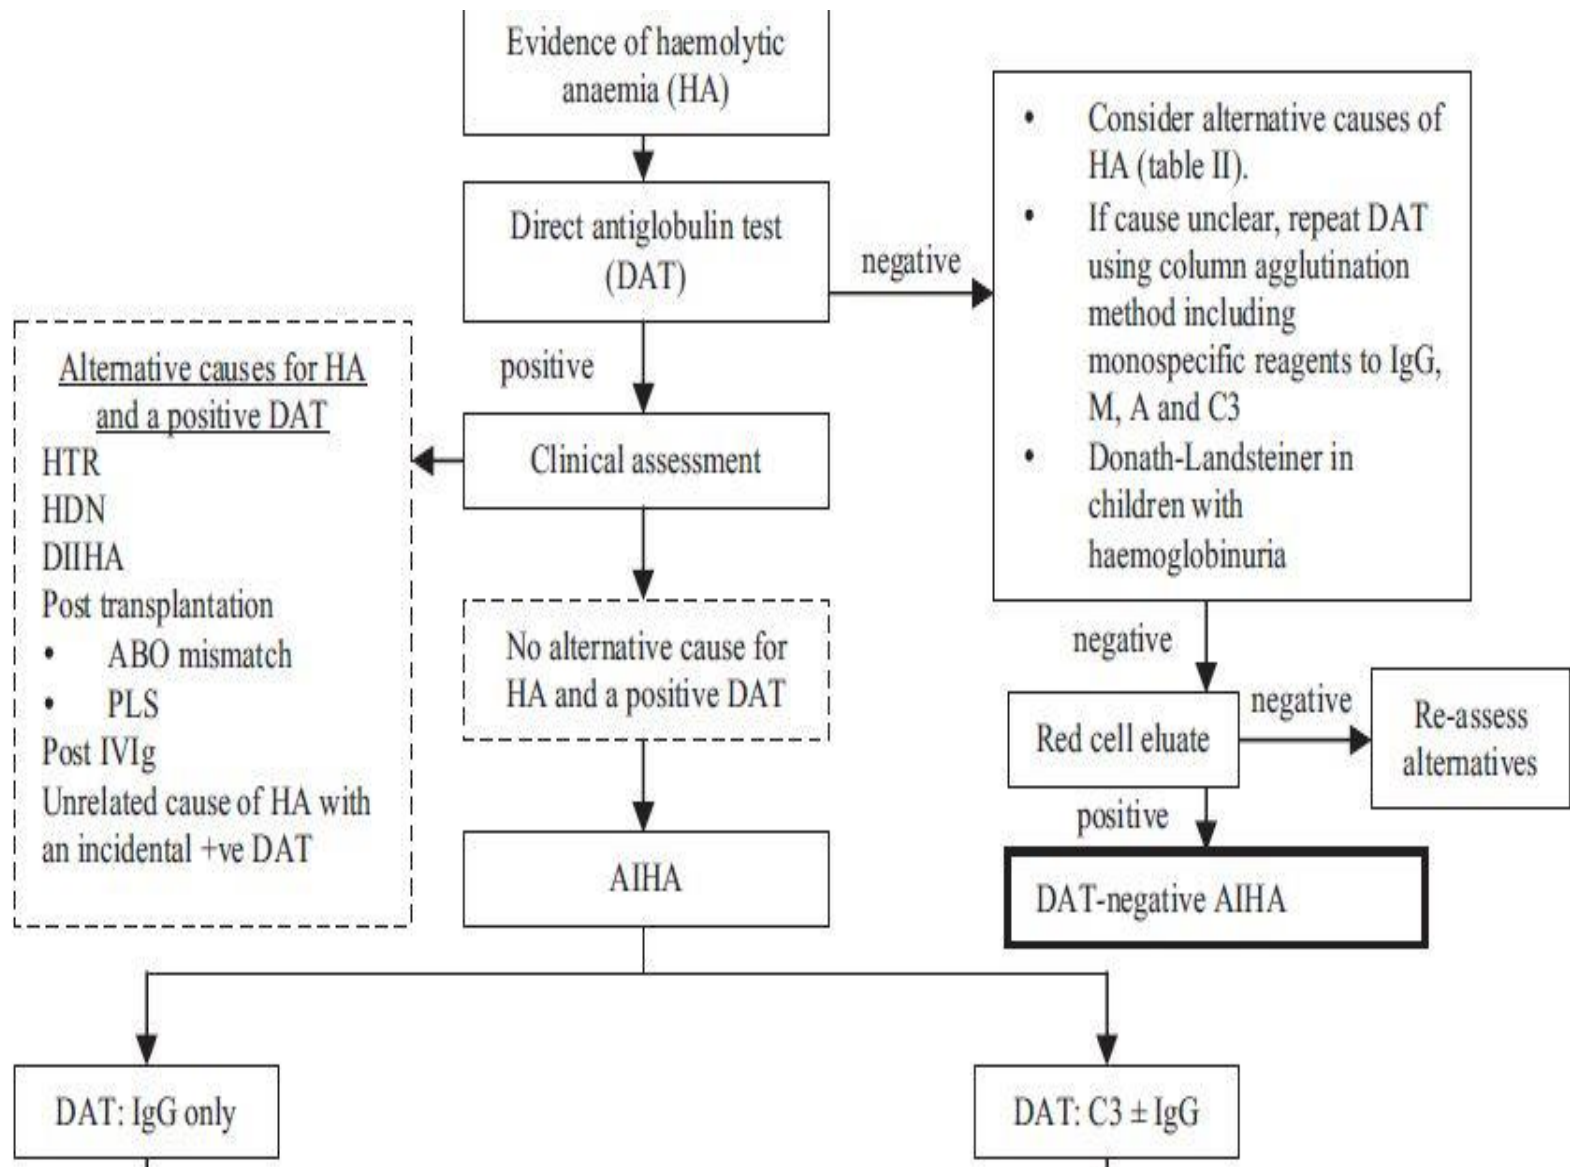 Evidence of haemolytic
anaemia (HA)
Direct antiglobulin test
(DAT)
negative
• Consider alternative causes of
HA (table II).
• If cause unclear, repeat DAT
using column agglutination
method including
monospecific reagents to IgG,
M, A and C3
• Donath-Landsteiner in
children with
haemoglobinuria
positive
Alternative causes for HA
and a positive DAT
HTR
HDN
DIIHA
Post transplantation
• ABO mismatch
• PLS
Post IVIg
Unrelated cause of HA with
an incidental +ve DAT
Clinical assessment
No alternative cause for
HA and a positive DAT
negative
Red cell eluate
negative
Re-assess
alternatives
positive
DAT-negative AIHA
AIHA
DAT: IgG only
DAT: C3 ± IgG